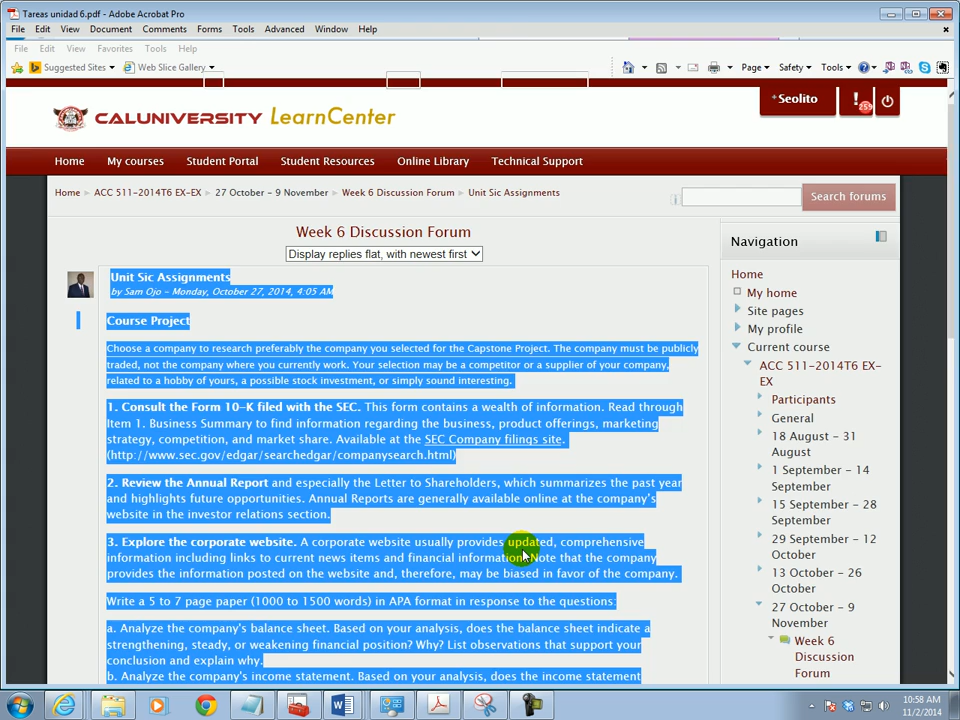 Tareas unidad 6.pdf - Adobe Acrobat Pro
File Edit View Document Comments Forms Tools Advanced Window Help
File Edit View Favorites Tools Help
Suggested Sites Web Slice Gallery Page Safety Tools
CALUNIVERSITY LearnCenter
Seolito
! 259
Home My courses Student Portal Student Resources Online Library Technical Support
Home ACC 511-2014T6 EX-EX 27 October - 9 November Week 6 Discussion Forum Unit Sic Assignments
Search forums
Week 6 Discussion Forum
Display replies flat, with newest first
Unit Sic Assignments
by Sam Ojo - Monday, October 27, 2014, 4:05 AM
Course Project
Choose a company to research preferably the company you selected for the Capstone Project. The company must be publicly
traded, not the company where you currently work. Your selection may be a competitor or a supplier of your company,
related to a hobby of yours, a possible stock investment, or simply sound interesting.
1. Consult the Form 10-K filed with the SEC. This form contains a wealth of information. Read through
Item 1. Business Summary to find information regarding the business, product offerings, marketing
strategy, competition, and market share. Available at the SEC Company filings site.
(http://www.sec.gov/edgar/searchedgar/companysearch.html)
2. Review the Annual Report and especially the Letter to Shareholders, which summarizes the past year
and highlights future opportunities. Annual Reports are generally available online at the company's
website in the investor relations section.
3. Explore the corporate website. A corporate website usually provides updated, comprehensive
information including links to current news items and financial information. Note that the company
provides the information posted on the website and, therefore, may be biased in favor of the company.
Write a 5 to 7 page paper (1000 to 1500 words) in APA format in response to the questions:
a. Analyze the company's balance sheet. Based on your analysis, does the balance sheet indicate a
strengthening, steady, or weakening financial position? Why? List observations that support your
conclusion and explain why.
b. Analyze the company's income statement. Based on your analysis, does the income statement
Navigation
Home
My home
Site pages
My profile
Current course
ACC 511-2014T6 EX-
EX
Participants
General
18 August - 31
August
1 September - 14
September
15 September - 28
September
29 September - 12
October
13 October - 26
October
27 October - 9
November
Week 6
Discussion
Forum
10:58 AM
11/2/2014